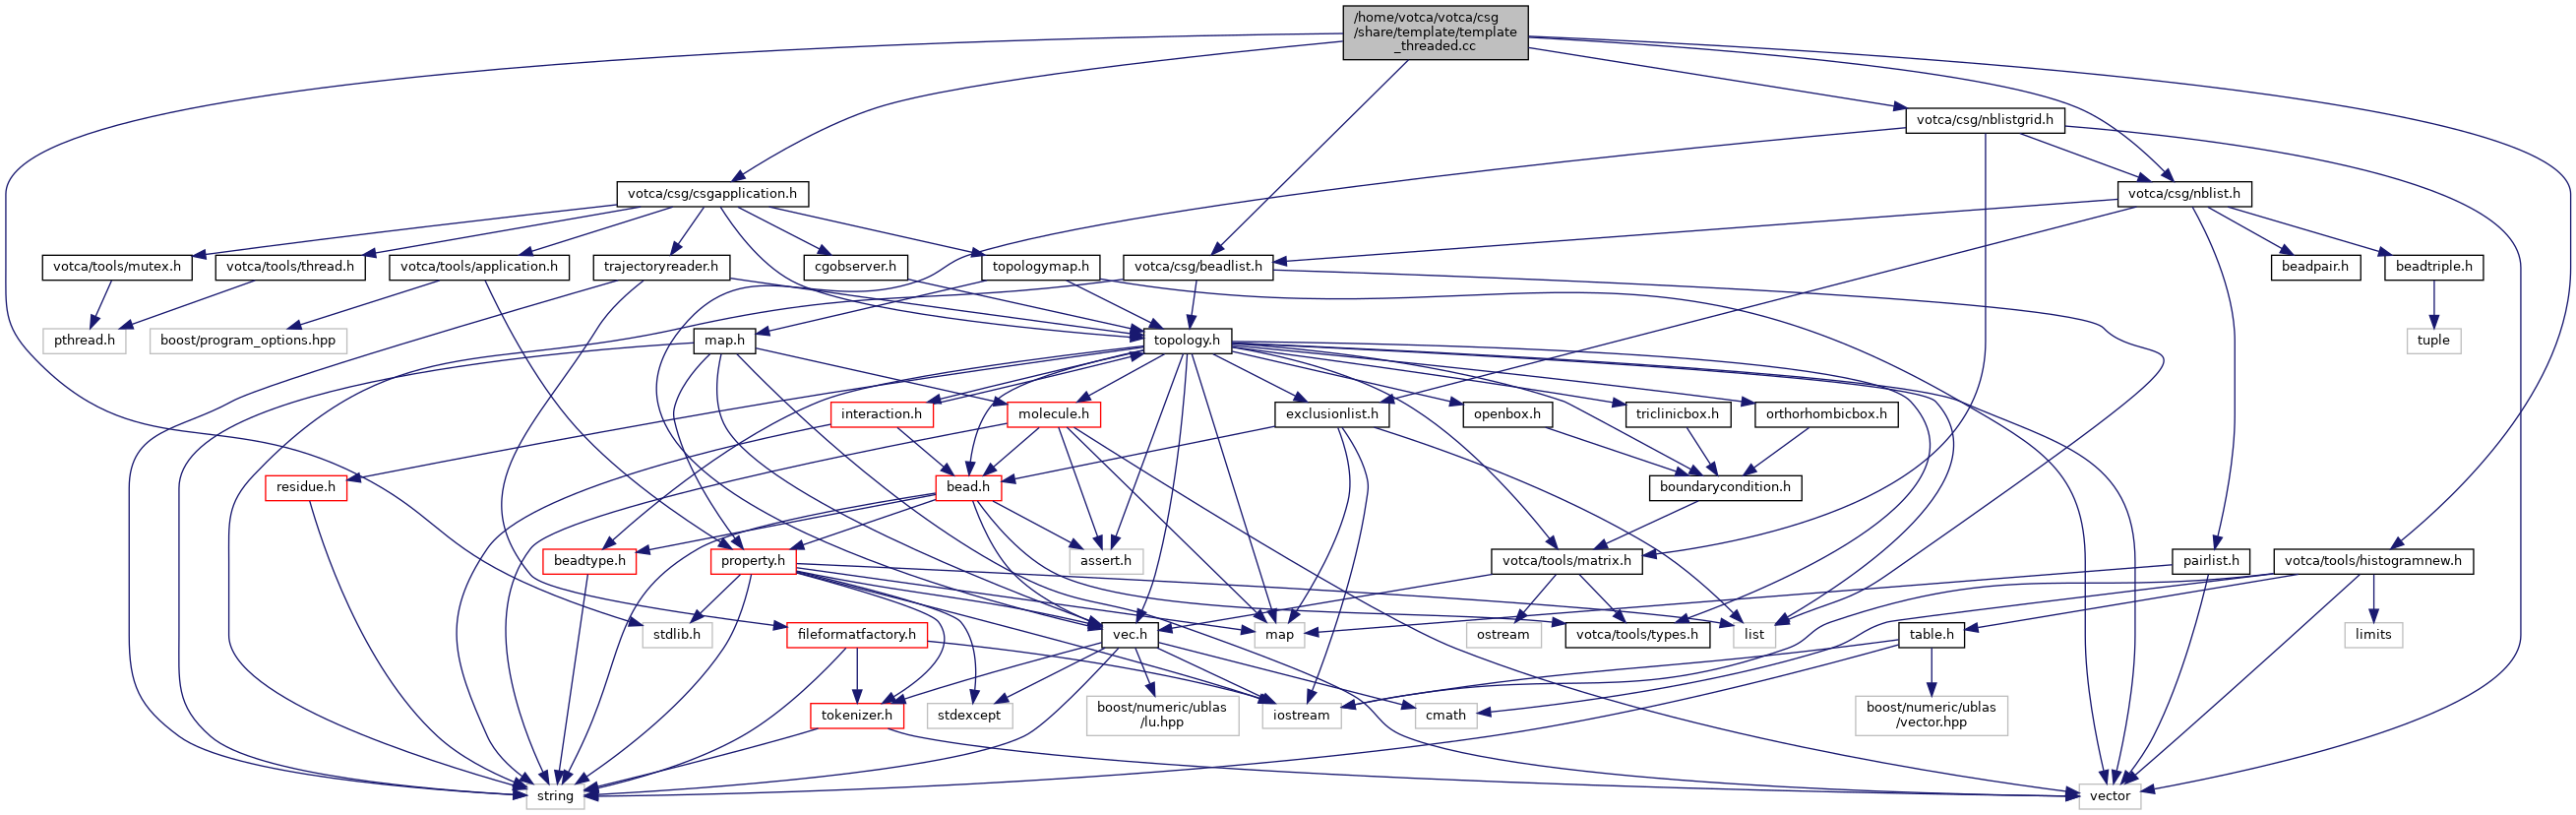 /home/votca/votca/csg
/share/template/template
_threaded.cc
votca/csg/nblistgrid.h
votca/csg/csgapplication.h
votca/csg/nblist.h
votca/tools/mutex.h
votca/tools/thread.h
votca/tools/application.h
trajectoryreader.h
cgobserver.h
topologymap.h
votca/csg/beadlist.h
beadpair.h
beadtriple.h
pthread.h
boost/program_options.hpp
map.h
topology.h
tuple
interaction.h
molecule.h
exclusionlist.h
openbox.h
triclinicbox.h
orthorhombicbox.h
residue.h
bead.h
boundarycondition.h
beadtype.h
property.h
assert.h
votca/tools/matrix.h
pairlist.h
votca/tools/histogramnew.h
stdlib.h
fileformatfactory.h
vec.h
map
ostream
votca/tools/types.h
list
table.h
limits
tokenizer.h
stdexcept
boost/numeric/ublas
/lu.hpp
iostream
cmath
boost/numeric/ublas
/vector.hpp
string
vector